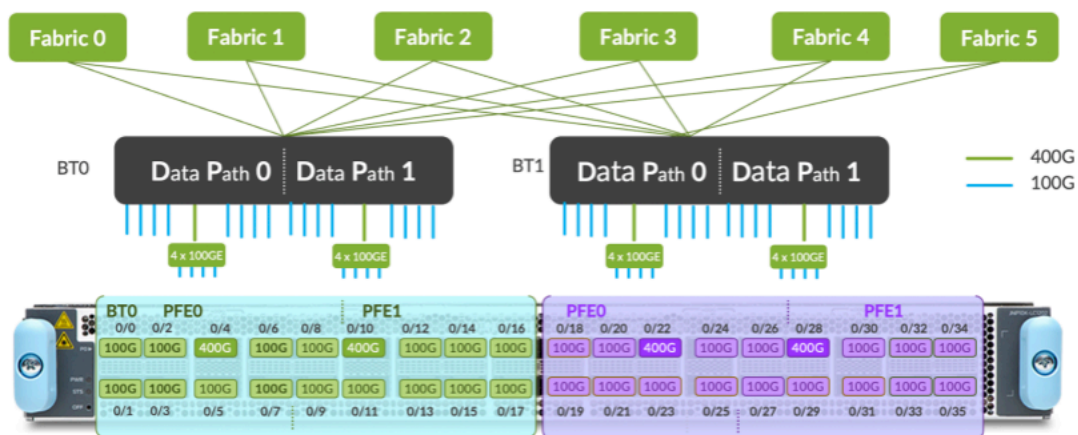 Fabric 0 Fabric 1 Fabric 2 Fabric 3 Fabric 4 Fabric 5
BT0 Data Path 0 Data Path 1 BT1 Data Path 0 Data Path 1
400G
100G
4 x 100GE 4 x 100GE 4 x 100GE 4 x 100GE
BT0 PFE0 PFE1 PFE0 PFE1
0/0 0/2 0/4 0/6 0/8 0/10 0/12 0/14 0/16 0/18 0/20 0/22 0/24 0/26 0/28 0/30 0/32 0/34
100G 100G 400G 100G 100G 400G 100G 100G 100G 100G 100G 400G 100G 100G 400G 100G 100G 100G
100G 100G 100G 100G 100G 100G 100G 100G 100G 100G 100G 100G 100G 100G 100G 100G 100G 100G
0/1 0/3 0/5 0/7 0/9 0/11 0/13 0/15 0/17 0/19 0/21 0/23 0/25 0/27 0/29 0/31 0/33 0/35
PWR
STS
OFF